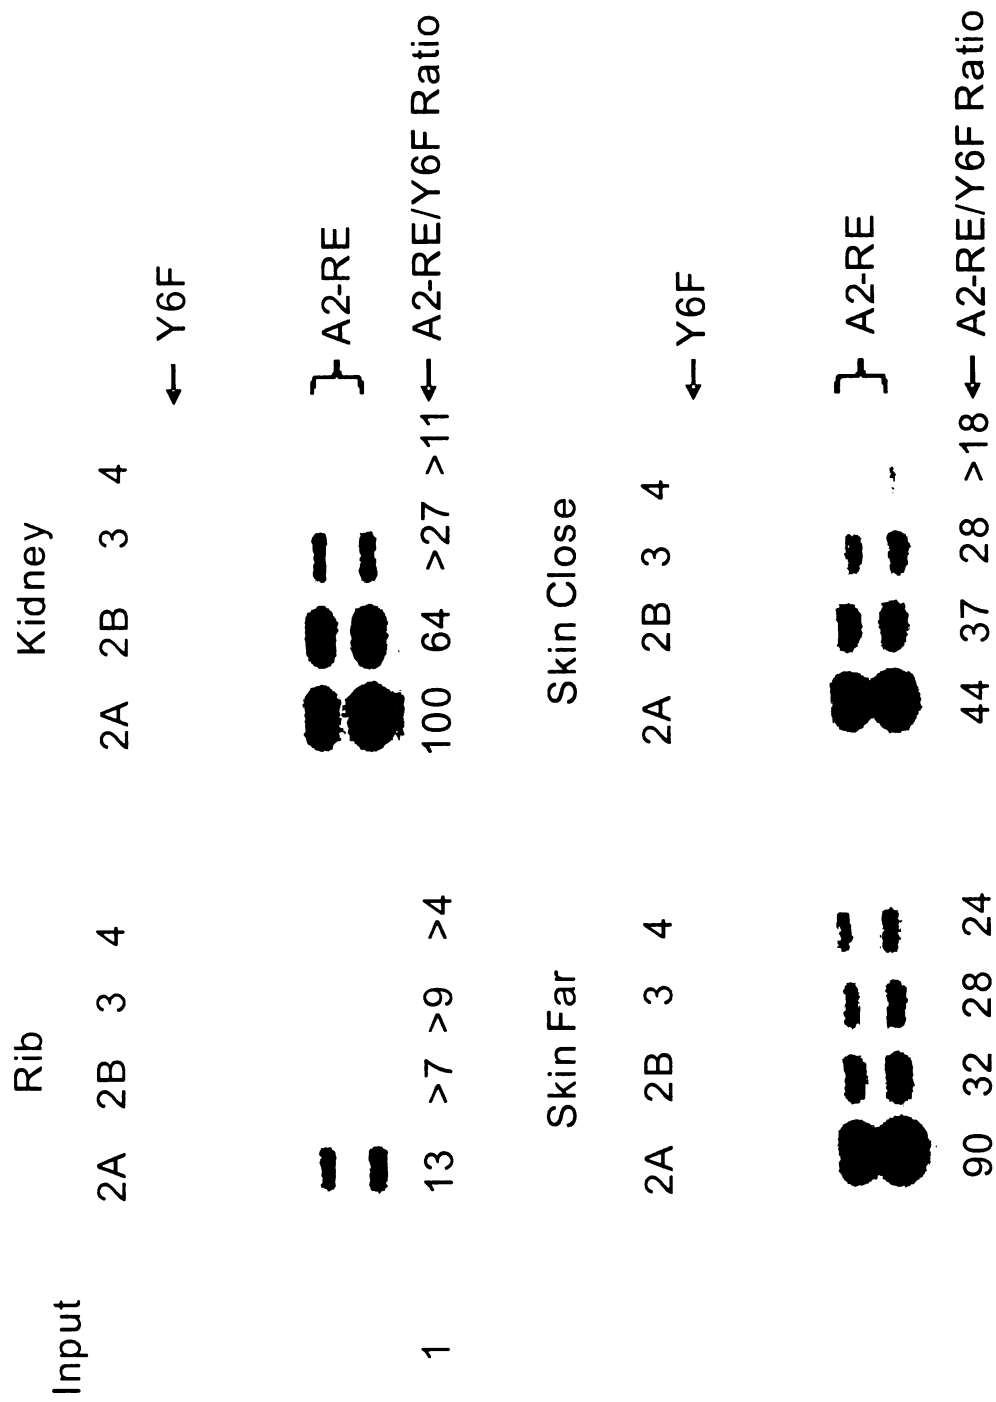 Rib Kidney
Input 2A 2B 3 4 2A 2B 3 4
← Y6F
A2-RE
1 13 >7 >9 >4 100 64 >27 >11 ← A2-RE/Y6F Ratio
Skin Far Skin Close
2A 2B 3 4 2A 2B 3 4
← Y6F
A2-RE
90 32 28 24 44 37 28 >18 ← A2-RE/Y6F Ratio